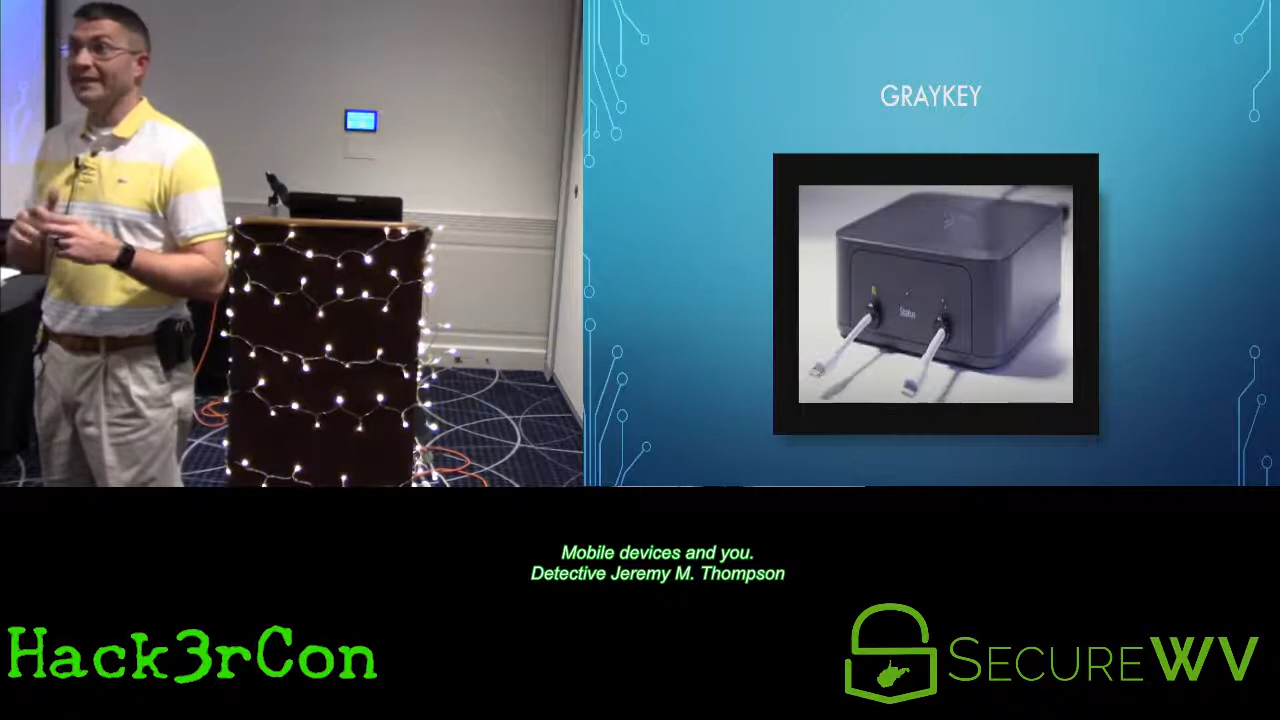 GRAYKEY
Status
Mobile devices and you.
Detective Jeremy M. Thompson
Hack3rCon
SECUREWV